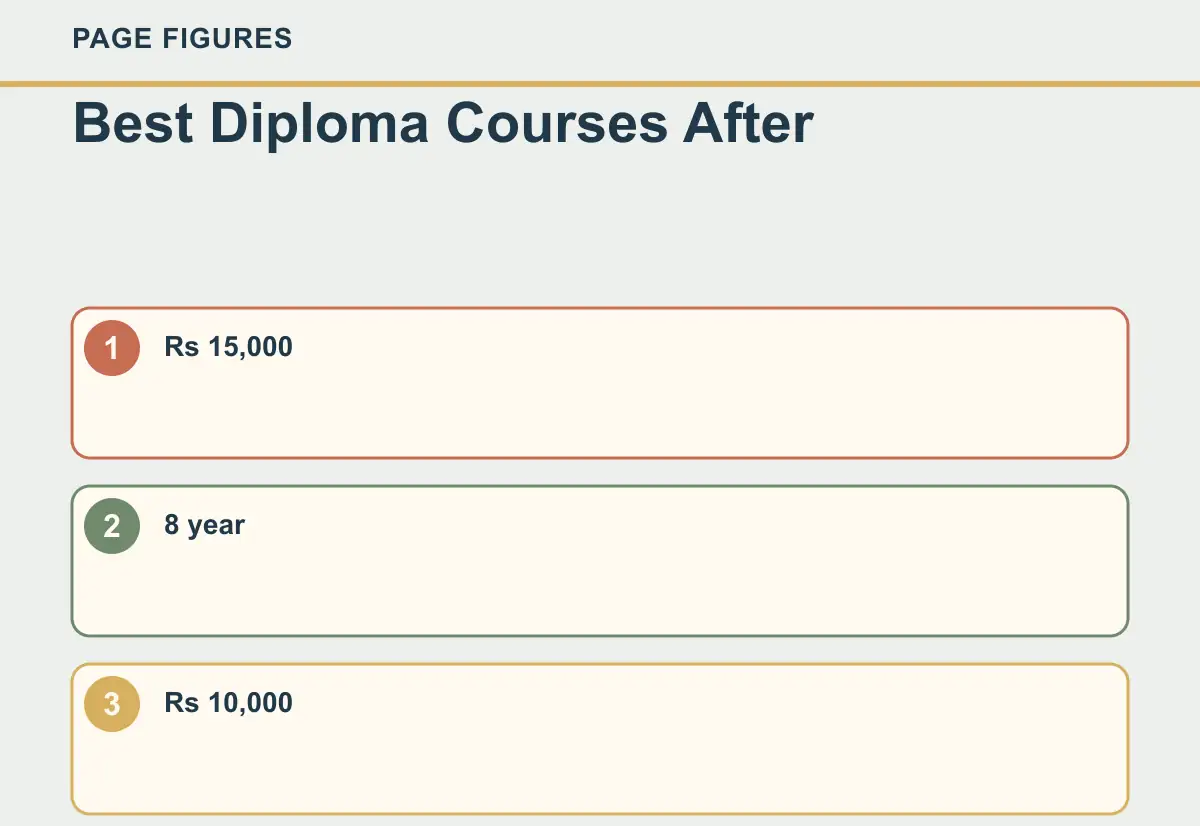 PAGE FIGURES
Best Diploma Courses After
1 Rs 15,000
2 8 year
3 Rs 10,000